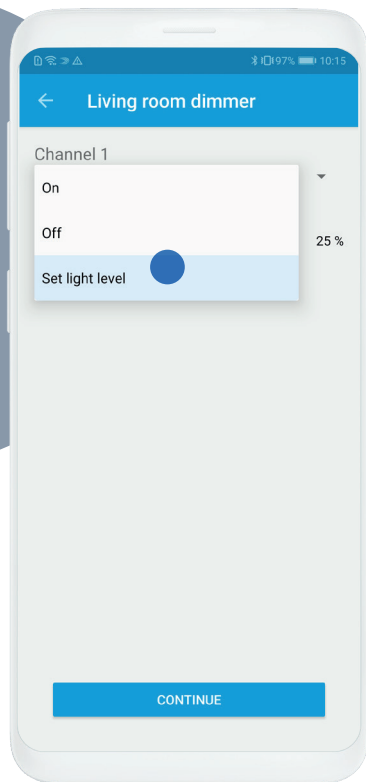 97% 10:15
Living room dimmer
Channel 1
On
Off
25 %
Set light level
CONTINUE